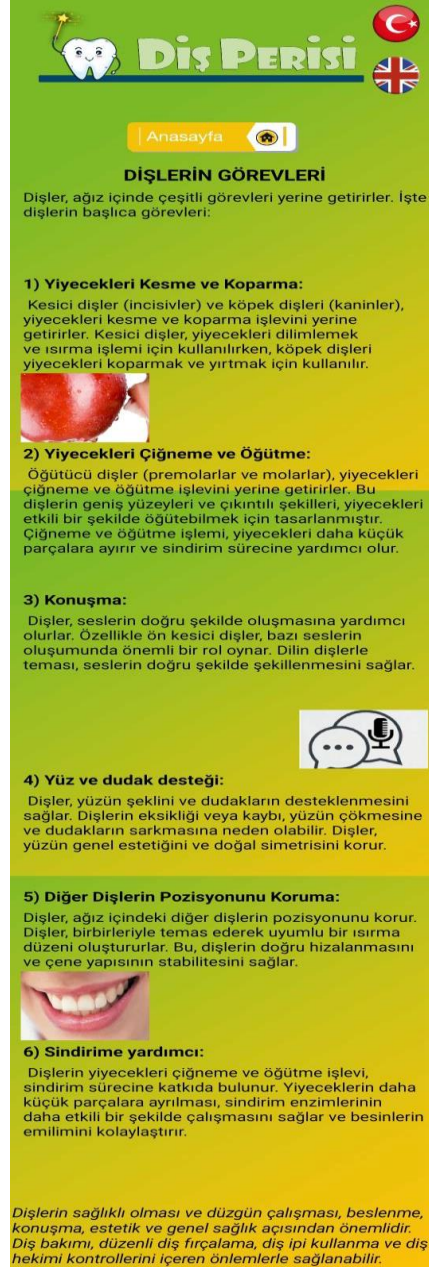 Diş Perisi
Anasayfa
DİŞLERİN GÖREVLERİ
Dişler, ağız içinde çeşitli görevleri yerine getirirler. İşte
dişlerin başlıca görevleri:
1) Yiyecekleri Kesme ve Koparma:
Kesici dişler (incisivler) ve köpek dişleri (kaninler),
yiyecekleri kesme ve koparma işlevini yerine
getirirler. Kesici dişler, yiyecekleri dilimlemek
ve ısırma işlemi için kullanılırken, köpek dişleri
yiyecekleri koparmak ve yırtmak için kullanılır.
2) Yiyecekleri Çiğneme ve Öğütme:
Öğütücü dişler (premolarlar ve molarlar), yiyecekleri
çiğneme ve öğütme işlevini yerine getirirler. Bu
dişlerin geniş yüzeyleri ve çıkıntılı şekilleri, yiyecekleri
etkili bir şekilde öğütebilmek için tasarlanmıştır.
Çiğneme ve öğütme işlemi, yiyecekleri daha küçük
parçalara ayırır ve sindirim sürecine yardımcı olur.
3) Konuşma:
Dişler, seslerin doğru şekilde oluşmasına yardımcı
olurlar. Özellikle ön kesici dişler, bazı seslerin
oluşumunda önemli bir rol oynar. Dilin dişlerle
teması, seslerin doğru şekilde şekillenmesini sağlar.
4) Yüz ve dudak desteği:
Dişler, yüzün şeklini ve dudakların desteklenmesini
sağlar. Dişlerin eksikliği veya kaybı, yüzün çökmesine
ve dudakların sarkmasına neden olabilir. Dişler,
yüzün genel estetiğini ve doğal simetrisini korur.
5) Diğer Dişlerin Pozisyonunu Koruma:
Dişler, ağız içindeki diğer dişlerin pozisyonunu korur.
Dişler, birbirleriyle temas ederek uyumlu bir ısırma
düzeni oluştururlar. Bu, dişlerin doğru hizalanmasını
ve çene yapısının stabilitesini sağlar.
6) Sindirime yardımcı:
Dişlerin yiyecekleri çiğneme ve öğütme işlevi,
sindirim sürecine katkıda bulunur. Yiyeceklerin daha
küçük parçalara ayrılması, sindirim enzimlerinin
daha etkili bir şekilde çalışmasını sağlar ve besinlerin
emilimini kolaylaştırır.
Dişlerin sağlıklı olması ve düzgün çalışması, beslenme,
konuşma, estetik ve genel sağlık açısından önemlidir.
Diş bakımı, düzenli diş fırçalama, diş ipi kullanma ve diş
hekimi kontrollerini içeren önlemlerle sağlanabilir.